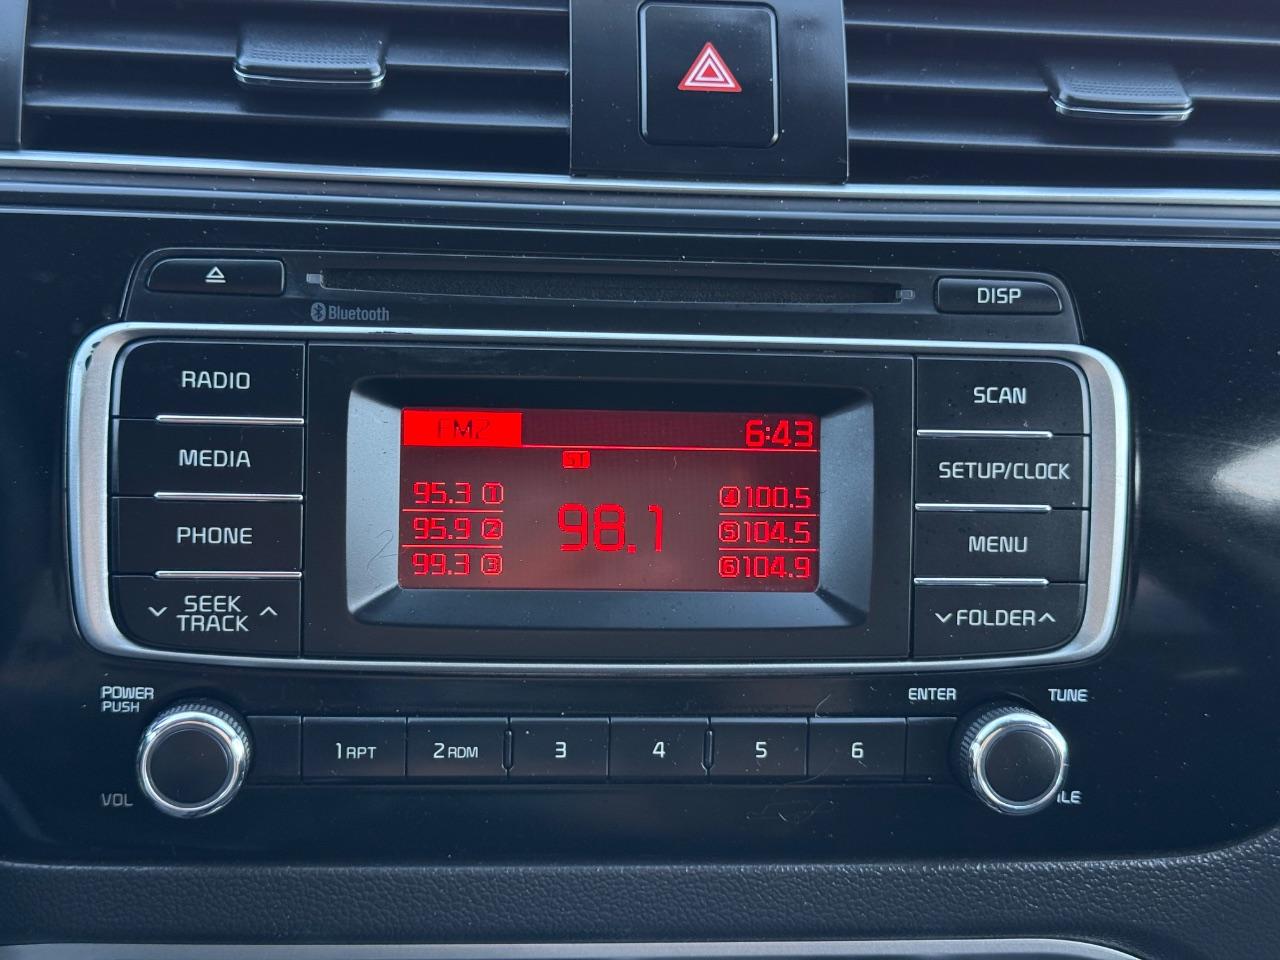 DISP
Bluetooth
RADIO
MEDIA
PHONE
SEEK
TRACK
FM2
6:43
ST
95.3 1
95.9 2
99.3 3
98.1
4 100.5
5 104.5
6 104.9
SCAN
SETUP/CLOCK
MENU
FOLDER
POWER
PUSH
VOL
1 RPT
2 RDM
3
4
5
6
ENTER
TUNE